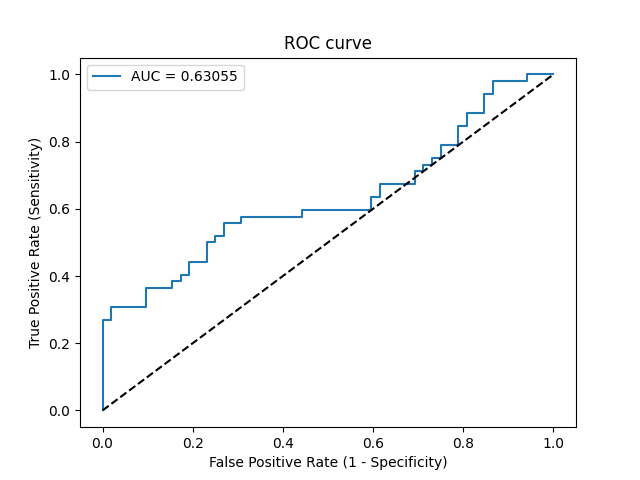 ROC curve
AUC = 0.63055
1.0
0.8
0.6
0.4
0.2
0.0
True Positive Rate (Sensitivity)
0.0 0.2 0.4 0.6 0.8 1.0
False Positive Rate (1 - Specificity)